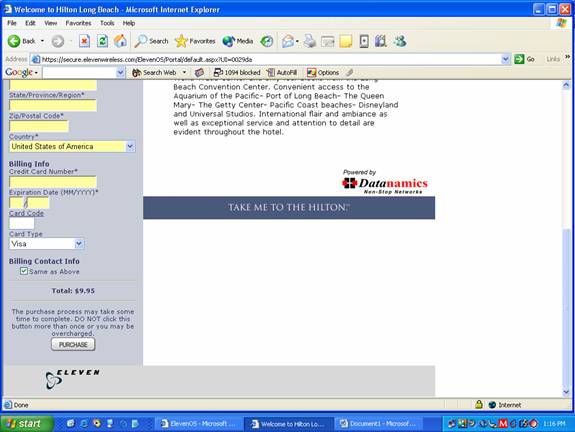 Welcome to Hilton Long Beach - Microsoft Internet Explorer
File Edit View Favorites Tools Help
Back Search Favorites Media
Address https://secure.elevenwireless.com/ElevenOS/Portal/default.aspx?UI=0029da Go Links
Google Search Web 1094 blocked AutoFill Options
Beach Convention Center. Convenient access to the
Aquarium of the Pacific- Port of Long Beach- The Queen
Mary- The Getty Center- Pacific Coast beaches- Disneyland
and Universal Studios. International flair and ambiance as
well as exceptional service and attention to detail are
evident throughout the hotel.
Powered by
Datanamics
Non-Stop Networks
TAKE ME TO THE HILTON.
State/Province/Region*
Zip/Postal Code*
Country*
United States of America
Billing Info
Credit Card Number*
Expiration Date (MM/YYYY)*
/
Card Code
Card Type
Visa
Billing Contact Info
Same as Above
Total: $9.95
The purchase process may take some
time to complete. DO NOT click this
button more than once or you may be
overcharged.
PURCHASE
ELEVEN
Done Internet
start ElevenOS - Microsoft ... Welcome to Hilton Lo... Document1 - Microsof... 1:16 PM